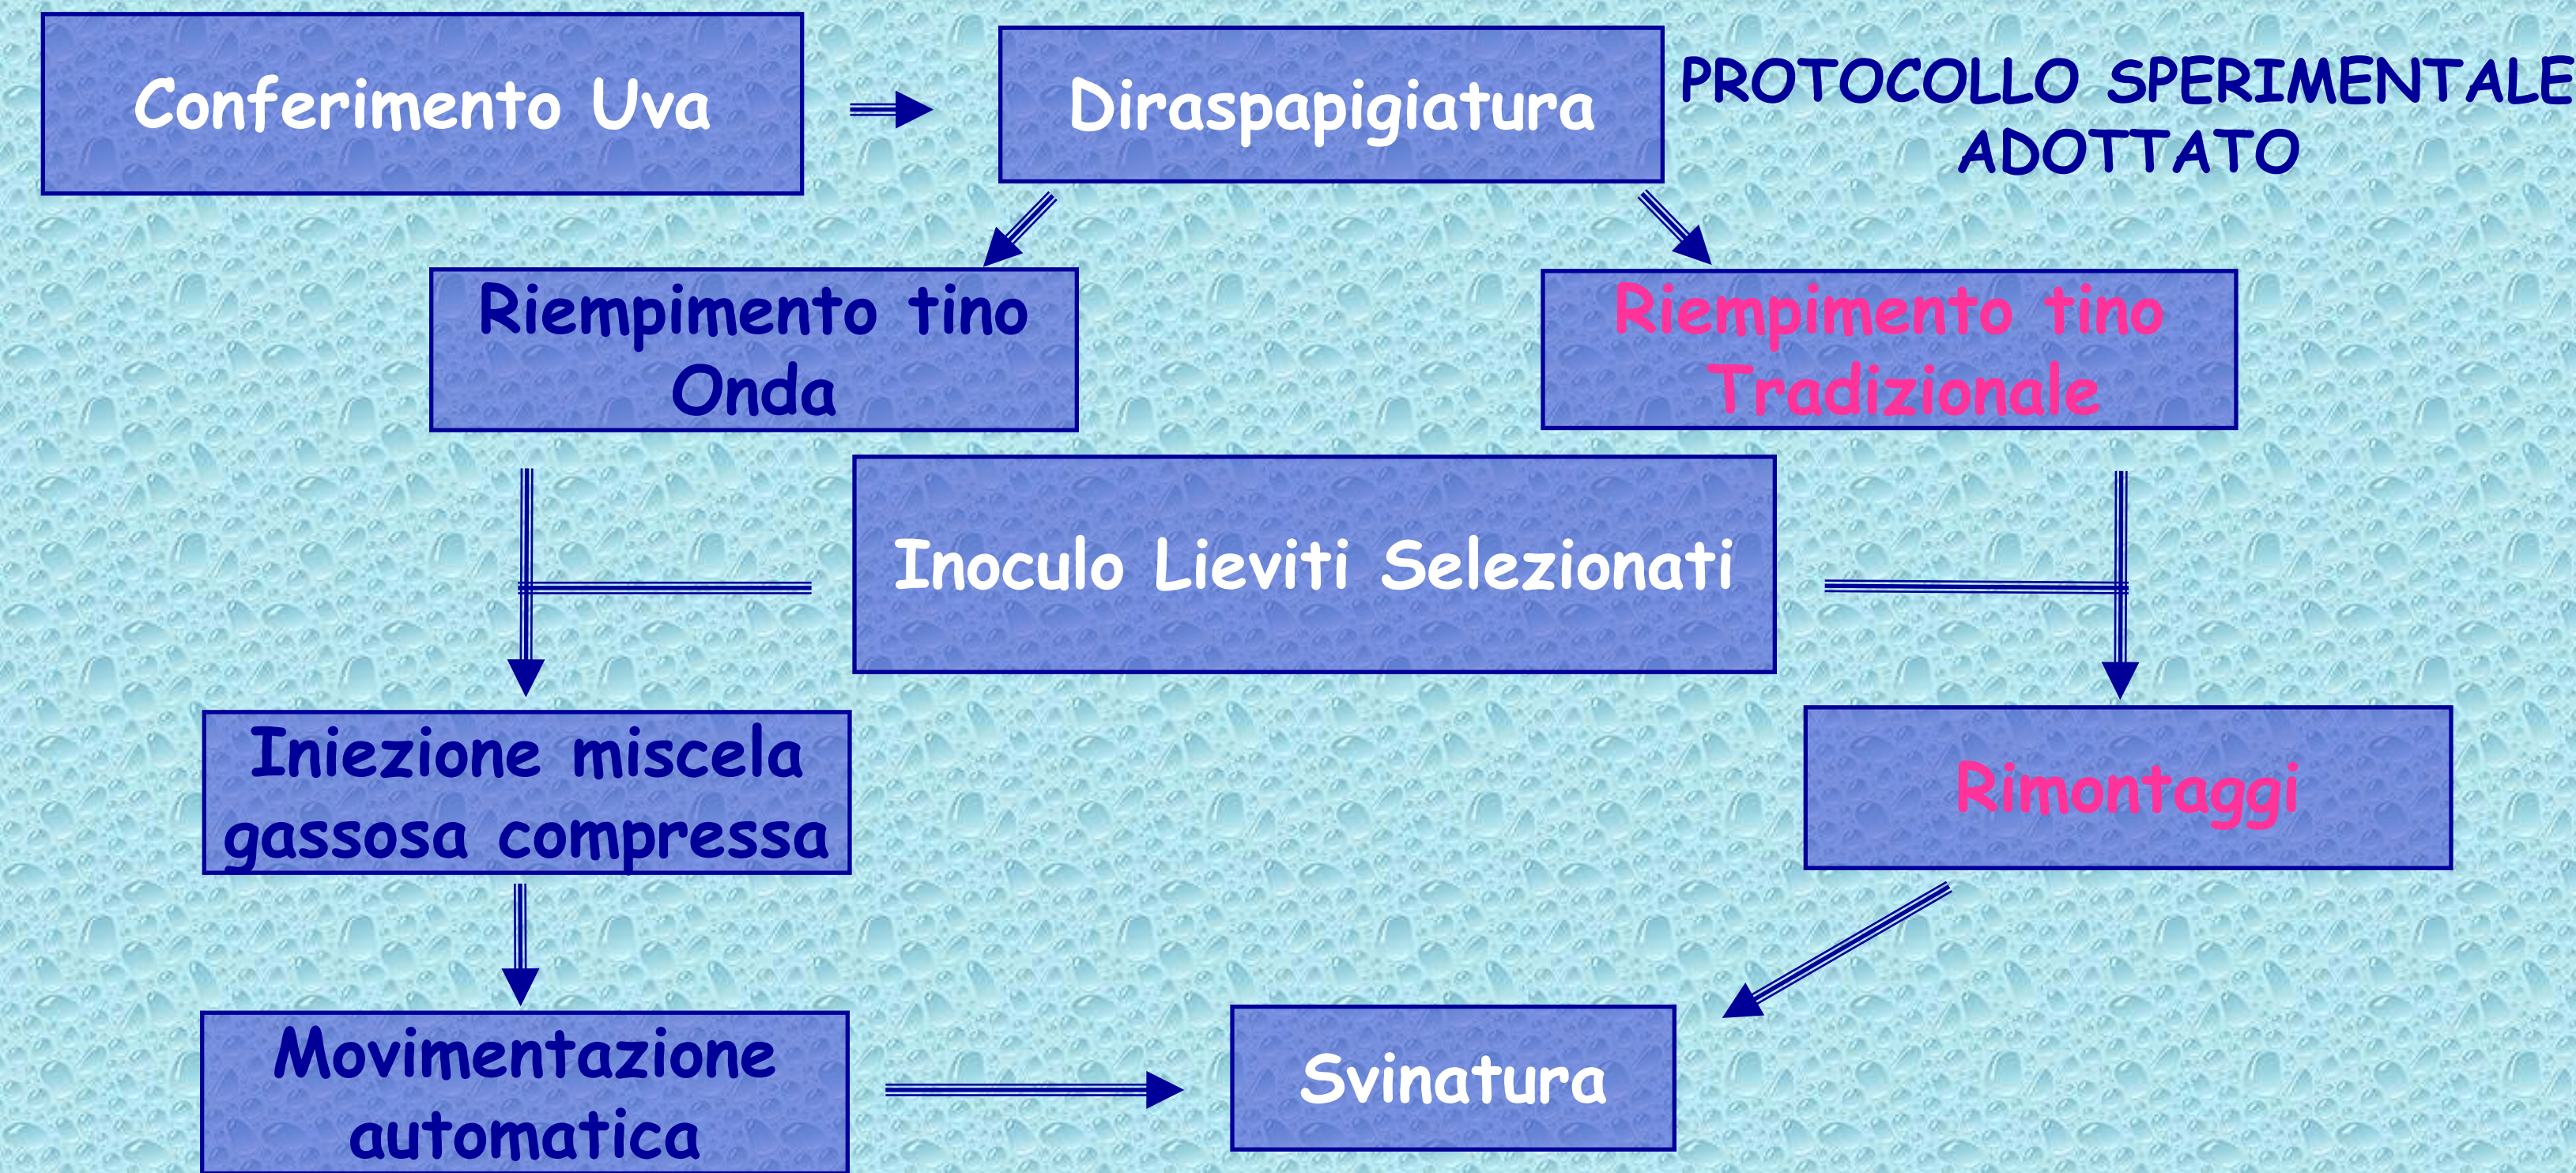 Conferimento Uva
Diraspapigiatura
PROTOCOLLO SPERIMENTALE
ADOTTATO
Riempimento tino
Onda
Riempimento tino
Tradizionale
Inoculo Lieviti Selezionati
Iniezione miscela
gassosa compressa
Rimontaggi
Movimentazione
automatica
Svinatura